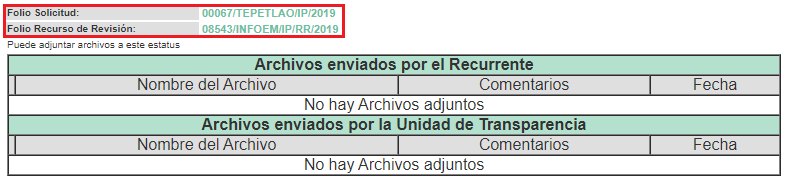 Folio Solicitud: 00067/TEPETLAO/IP/2019
Folio Recurso de Revisión: 08543/INFOEM/IP/RR/2019
Puede adjuntar archivos a este estatus
Archivos enviados por el Recurrente
Nombre del Archivo Comentarios Fecha
No hay Archivos adjuntos
Archivos enviados por la Unidad de Transparencia
Nombre del Archivo Comentarios Fecha
No hay Archivos adjuntos